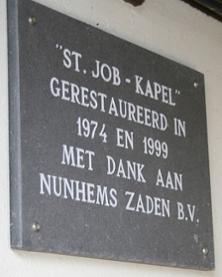 "ST. JOB - KAPEL"
GERESTAUREERD IN
1974 EN 1999
MET DANK AAN
NUNHEMS ZADEN B.V.